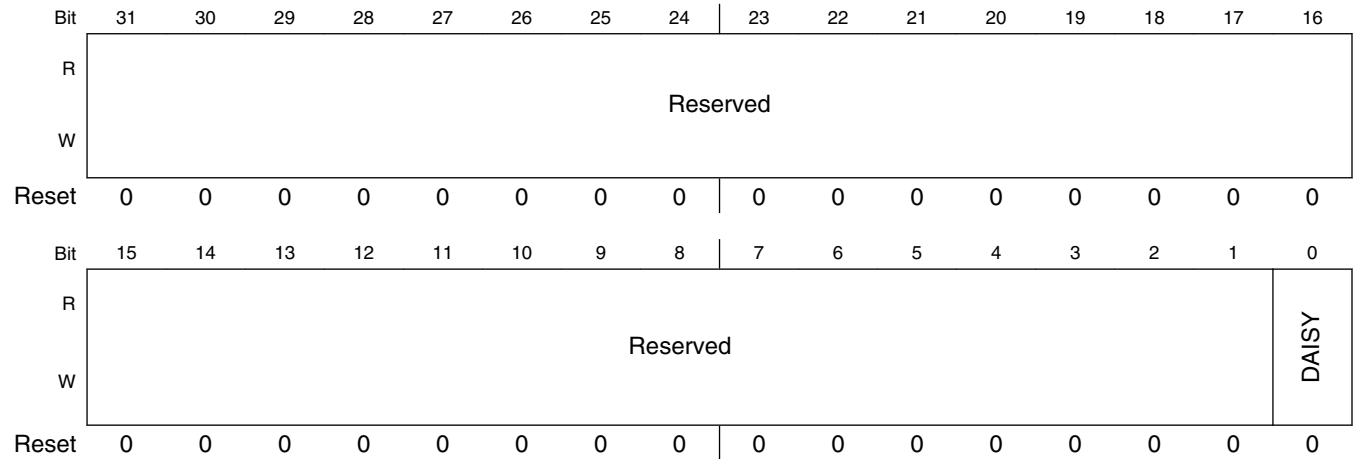 Bit 31 30 29 28 27 26 25 24 23 22 21 20 19 18 17 16
R
Reserved
W
Reset 0 0 0 0 0 0 0 0 0 0 0 0 0 0 0 0
Bit 15 14 13 12 11 10 9 8 7 6 5 4 3 2 1 0
R
Reserved DAISY
W
Reset 0 0 0 0 0 0 0 0 0 0 0 0 0 0 0 0